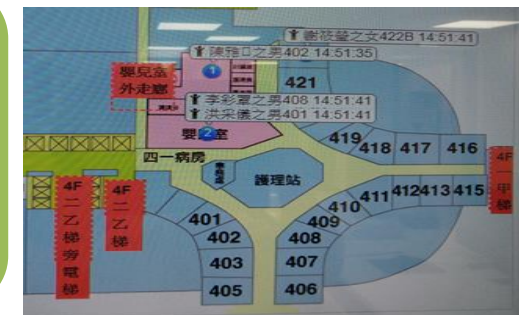 謝筱瑩之女422B 14:51:41
陳雅□之男402 14:51:35
嬰兒室
外走廊
1
421
李彩罩之男408 14:51:41
洪采儀之男401 14:51:41
嬰
2
室
419
418
417
416
四一病房
護理站
4F
一
甲
梯
4F
二
乙
梯
旁
電
梯
4F
二
乙
梯
401
402
403
405
410
411
412
413
415
409
408
407
406